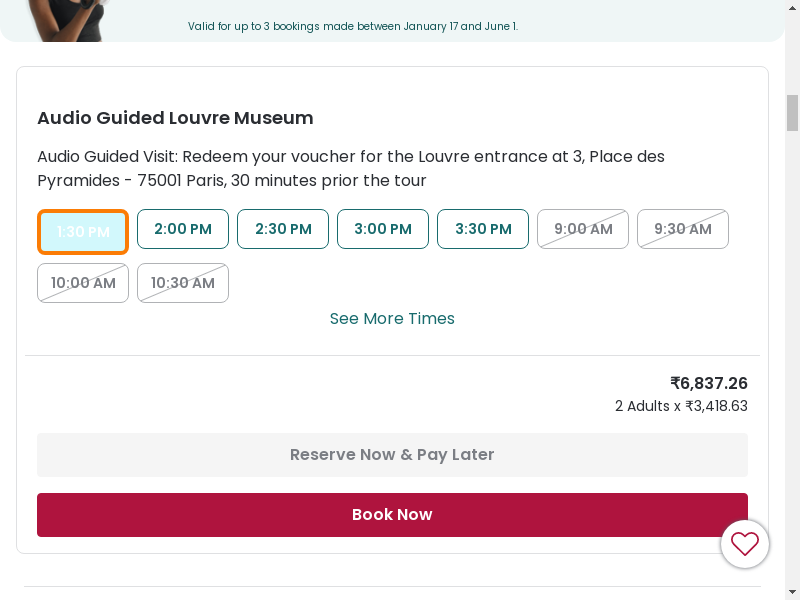 Valid for up to 3 bookings made between January 17 and June 1.
Audio Guided Louvre Museum
Audio Guided Visit: Redeem your voucher for the Louvre entrance at 3, Place des
Pyramides - 75001 Paris, 30 minutes prior the tour
1:30 PM 2:00 PM 2:30 PM 3:00 PM 3:30 PM 9:00 AM 9:30 AM
10:00 AM 10:30 AM
See More Times
₹6,837.26
2 Adults x ₹3,418.63
Reserve Now & Pay Later
Book Now